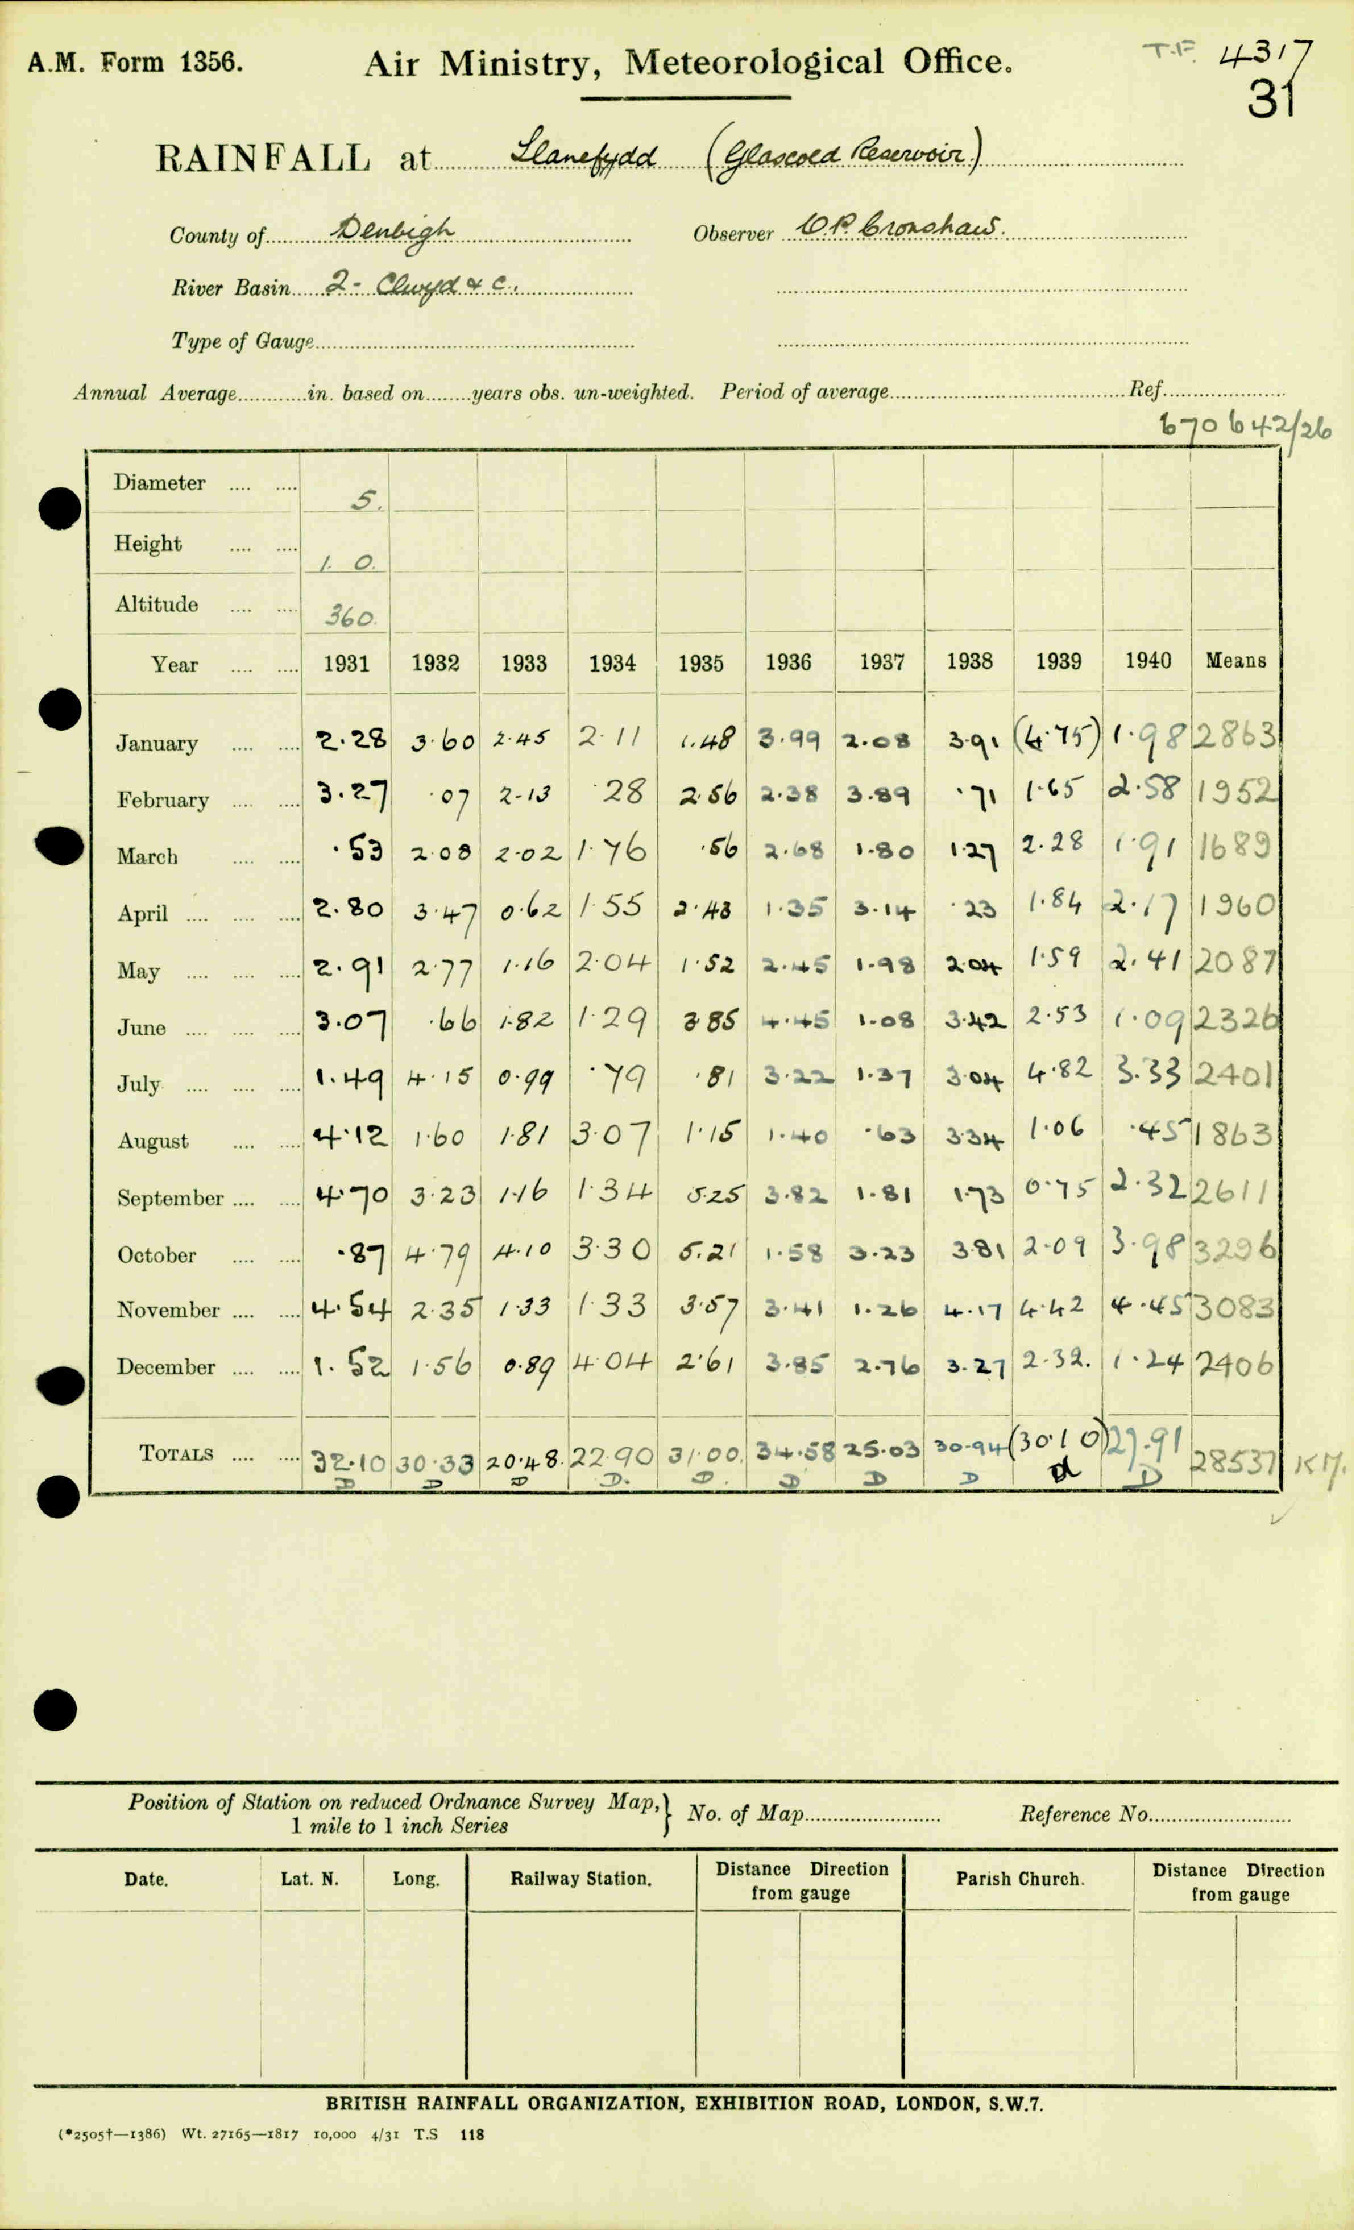 A.M. Form 1356. Air Ministry, Meteorological Office. T.F. 4317
31
RAINFALL at Llanefydd (Glascoed Reservoir)
County of Denbigh Observer O.P. Cronshaw.
River Basin 2 - Clwyd & C.
Type of Gauge
Annual Average in. based on years obs. un-weighted. Period of average Ref.
670642/26
Diameter 5.
Height 1. 0.
Altitude 360
Year 1931 1932 1933 1934 1935 1936 1937 1938 1939 1940 Means
January 2.28 3.60 2.45 2.11 1.48 3.99 2.08 3.91 (4.75) 1.98 2863
February 3.27 .07 2.13 .28 2.56 2.38 3.89 .71 1.65 2.58 1952
March .53 2.08 2.02 1.76 .56 2.68 1.80 1.27 2.28 1.91 1689
April 2.80 3.47 0.62 1.55 2.43 1.35 3.14 .23 1.84 2.17 1960
May 2.91 2.77 1.16 2.04 1.52 2.45 1.98 2.04 1.59 2.41 2087
June 3.07 .66 1.82 1.29 3.85 4.45 1.08 3.42 2.53 1.09 2326
July 1.49 4.15 0.99 .79 .81 3.22 1.37 3.04 4.82 3.33 2401
August 4.12 1.60 1.81 3.07 1.15 1.40 .63 3.34 1.06 .45 1863
September 4.70 3.23 1.16 1.34 5.25 3.82 1.81 1.73 0.75 2.32 2611
October .87 4.79 4.10 3.30 5.21 1.58 3.23 3.81 2.09 3.98 3296
November 4.54 2.35 1.33 1.33 3.57 3.41 1.26 4.17 4.42 4.45 3083
December 1.52 1.56 0.89 4.04 2.61 3.85 2.76 3.27 2.32. 1.24 2406
TOTALS 32.10 30.33 20.48. 22.90 31.00. 34.58 25.03 30.94 (30.10) 27.91 28537 KM.
D D D D. D. D D D d D
Position of Station on reduced Ordnance Survey Map, } No. of Map Reference No.
1 mile to 1 inch Series
Date. Lat. N. Long. Railway Station. Distance Direction from gauge Parish Church. Distance Direction from gauge
BRITISH RAINFALL ORGANIZATION, EXHIBITION ROAD, LONDON, S.W.7.
(*2505†—1386) Wt. 27165—1817 10,000 4/31 T.S 118